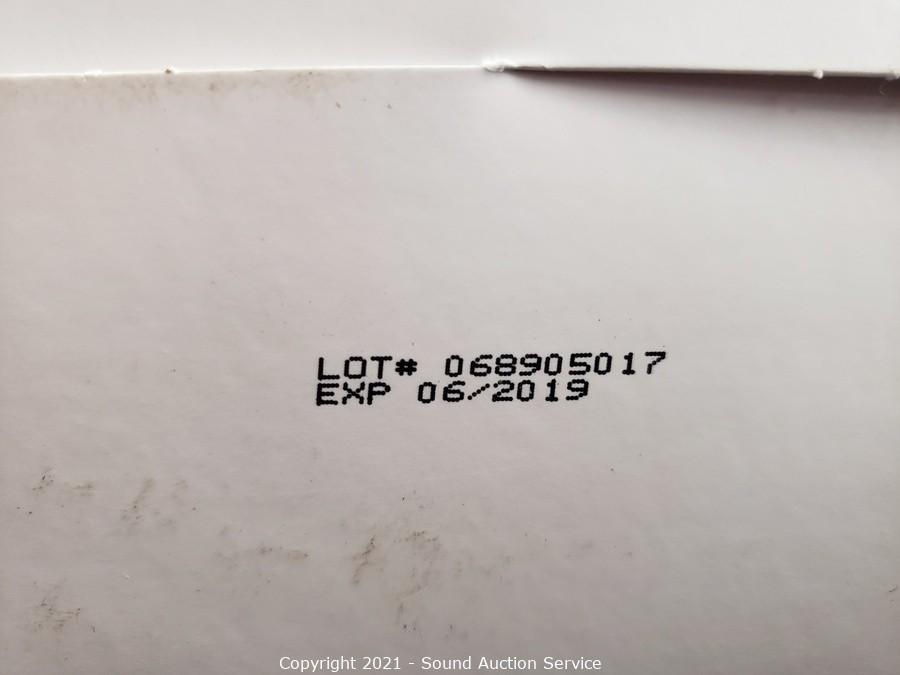 LOT# 068905017
EXP 06/2019
Copyright 2021 - Sound Auction Service